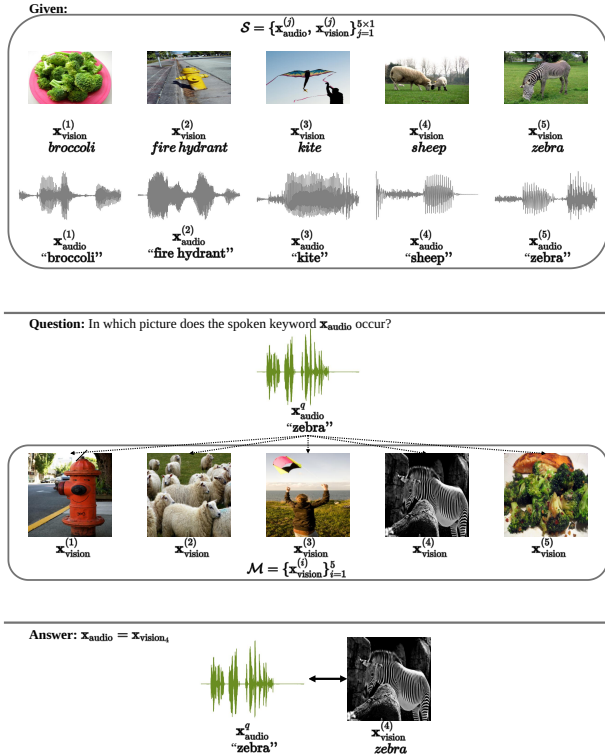 Given:
𝒮 = {𝐱_audio^(j), 𝐱_vision^(j)}_{j=1}^{5×1}
𝐱_vision^(1) 𝐱_vision^(2) 𝐱_vision^(3) 𝐱_vision^(4) 𝐱_vision^(5)
broccoli fire hydrant kite sheep zebra
𝐱_audio^(1) 𝐱_audio^(2) 𝐱_audio^(3) 𝐱_audio^(4) 𝐱_audio^(5)
“broccoli” “fire hydrant” “kite” “sheep” “zebra”
Question: In which picture does the spoken keyword 𝐱_audio occur?
𝐱_audio^q
“zebra”
𝐱_vision^(1) 𝐱_vision^(2) 𝐱_vision^(3) 𝐱_vision^(4) 𝐱_vision^(5)
ℳ = {𝐱_vision^(i)}_{i=1}^5
Answer: 𝐱_audio = 𝐱_vision_4
𝐱_audio^q 𝐱_vision^(4)
“zebra” zebra